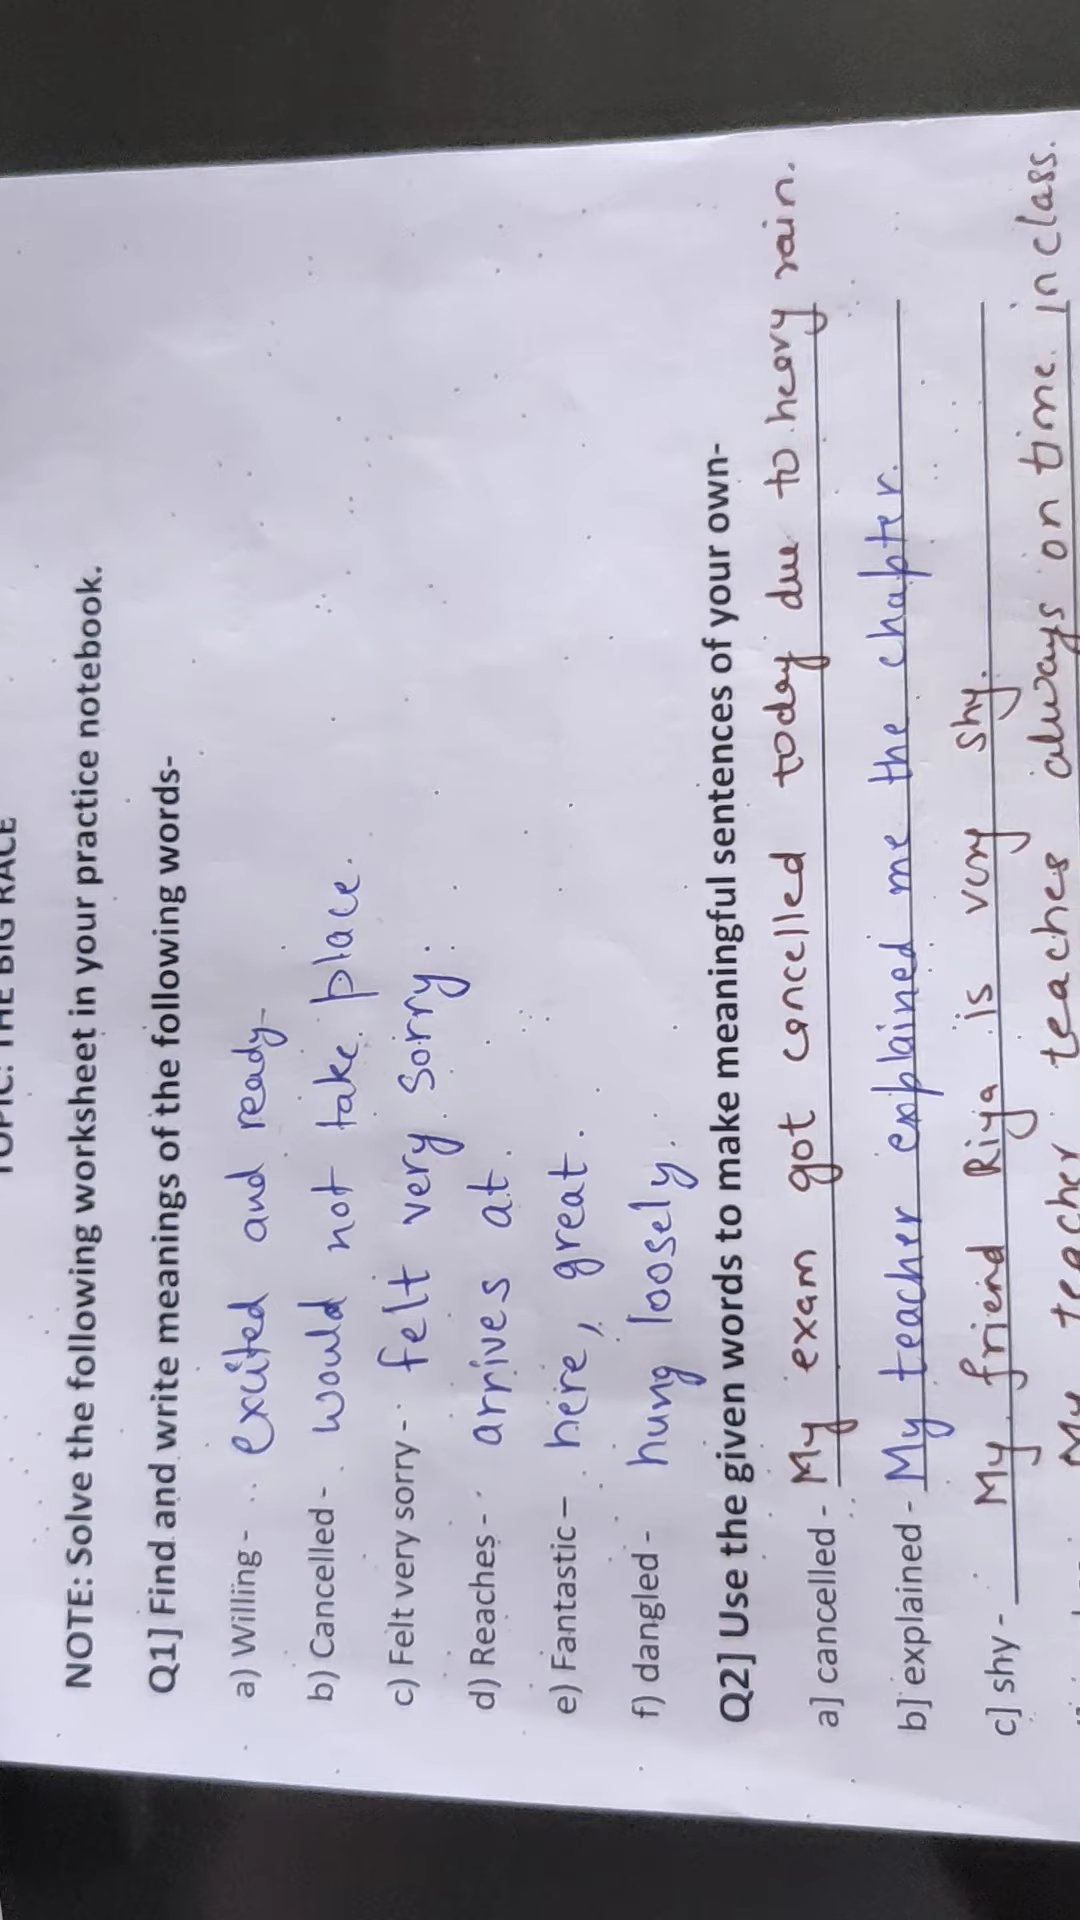 TOPIC: THE BIG RACE
NOTE: Solve the following worksheet in your practice notebook.
Q1] Find and write meanings of the following words-
a) Willing - excited and ready
b) Cancelled - would not take place.
c) Felt very sorry - felt very sorry.
d) Reaches - arrives at.
e) Fantastic – here, great.
f) dangled - hung loosely.
Q2] Use the given words to make meaningful sentences of your own-
a] cancelled - My exam got cancelled today due to heavy rain.
b] explained - My teacher explained me the chapter.
c] shy - My friend Riya is very shy.
My teacher teaches always on time in class.